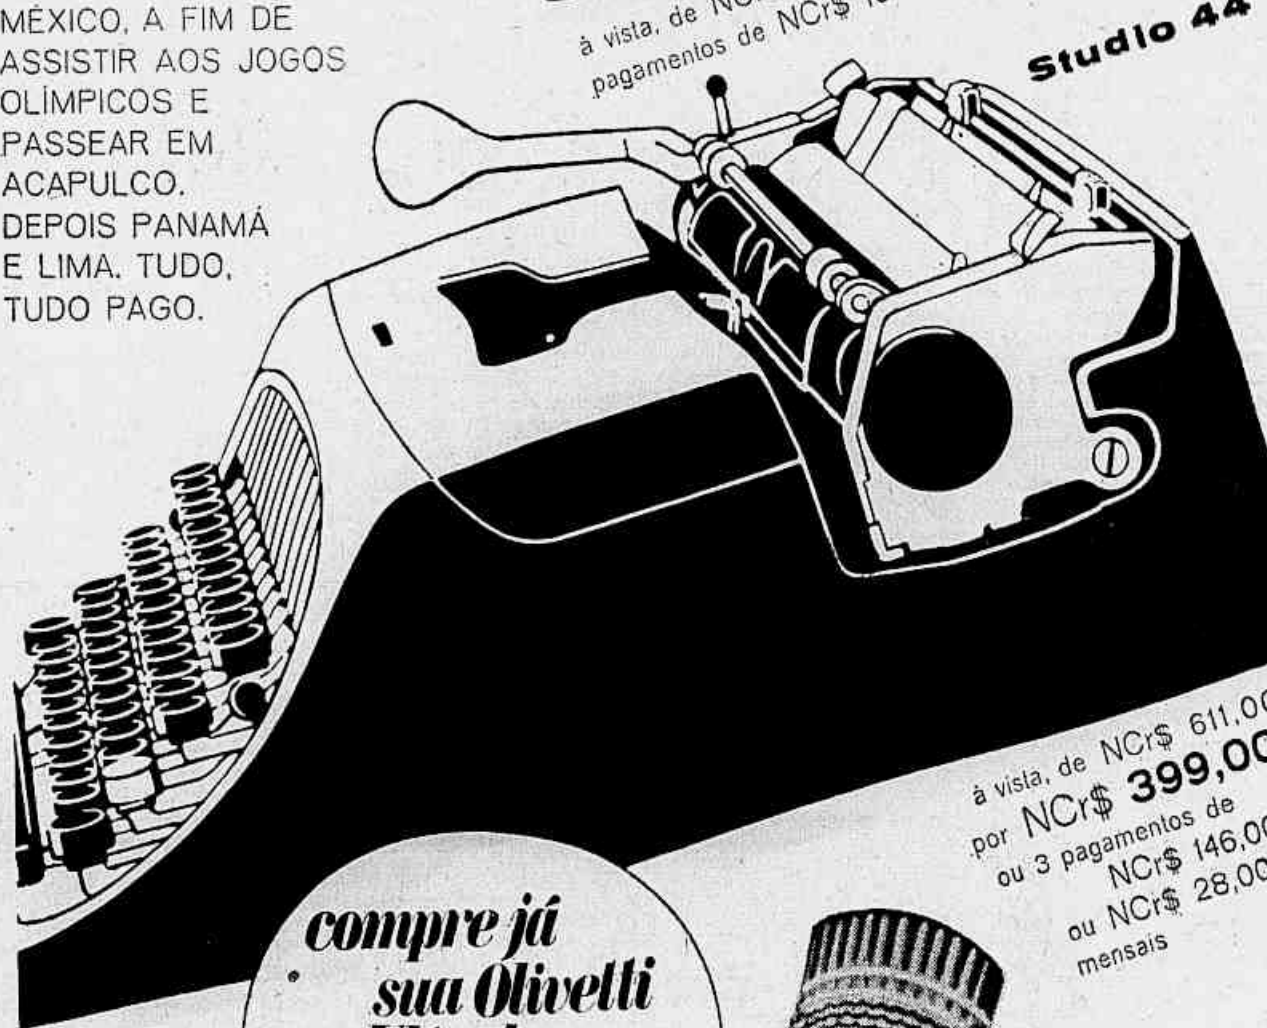 MÉXICO, A FIM DE
ASSISTIR AOS JOGOS
OLÍMPICOS E
PASSEAR EM
ACAPULCO.
DEPOIS PANAMÁ
E LIMA. TUDO,
TUDO PAGO.
à vista, de
pagamentos de NCr$
Studio 44
à vista, de NCr$ 611,00
por NCr$ 399,00
ou 3 pagamentos de
NCr$ 146,00
ou NCr$ 28,00
mensais
compre já
sua Olivetti